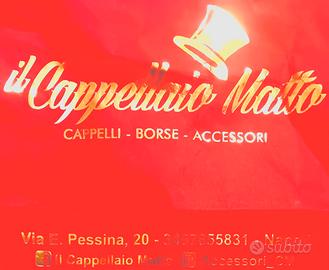 il Cappellaio Matto
CAPPELLI - BORSE - ACCESSORI
Via E. Pessina, 20 -
Il Cappellaio Matto
subito